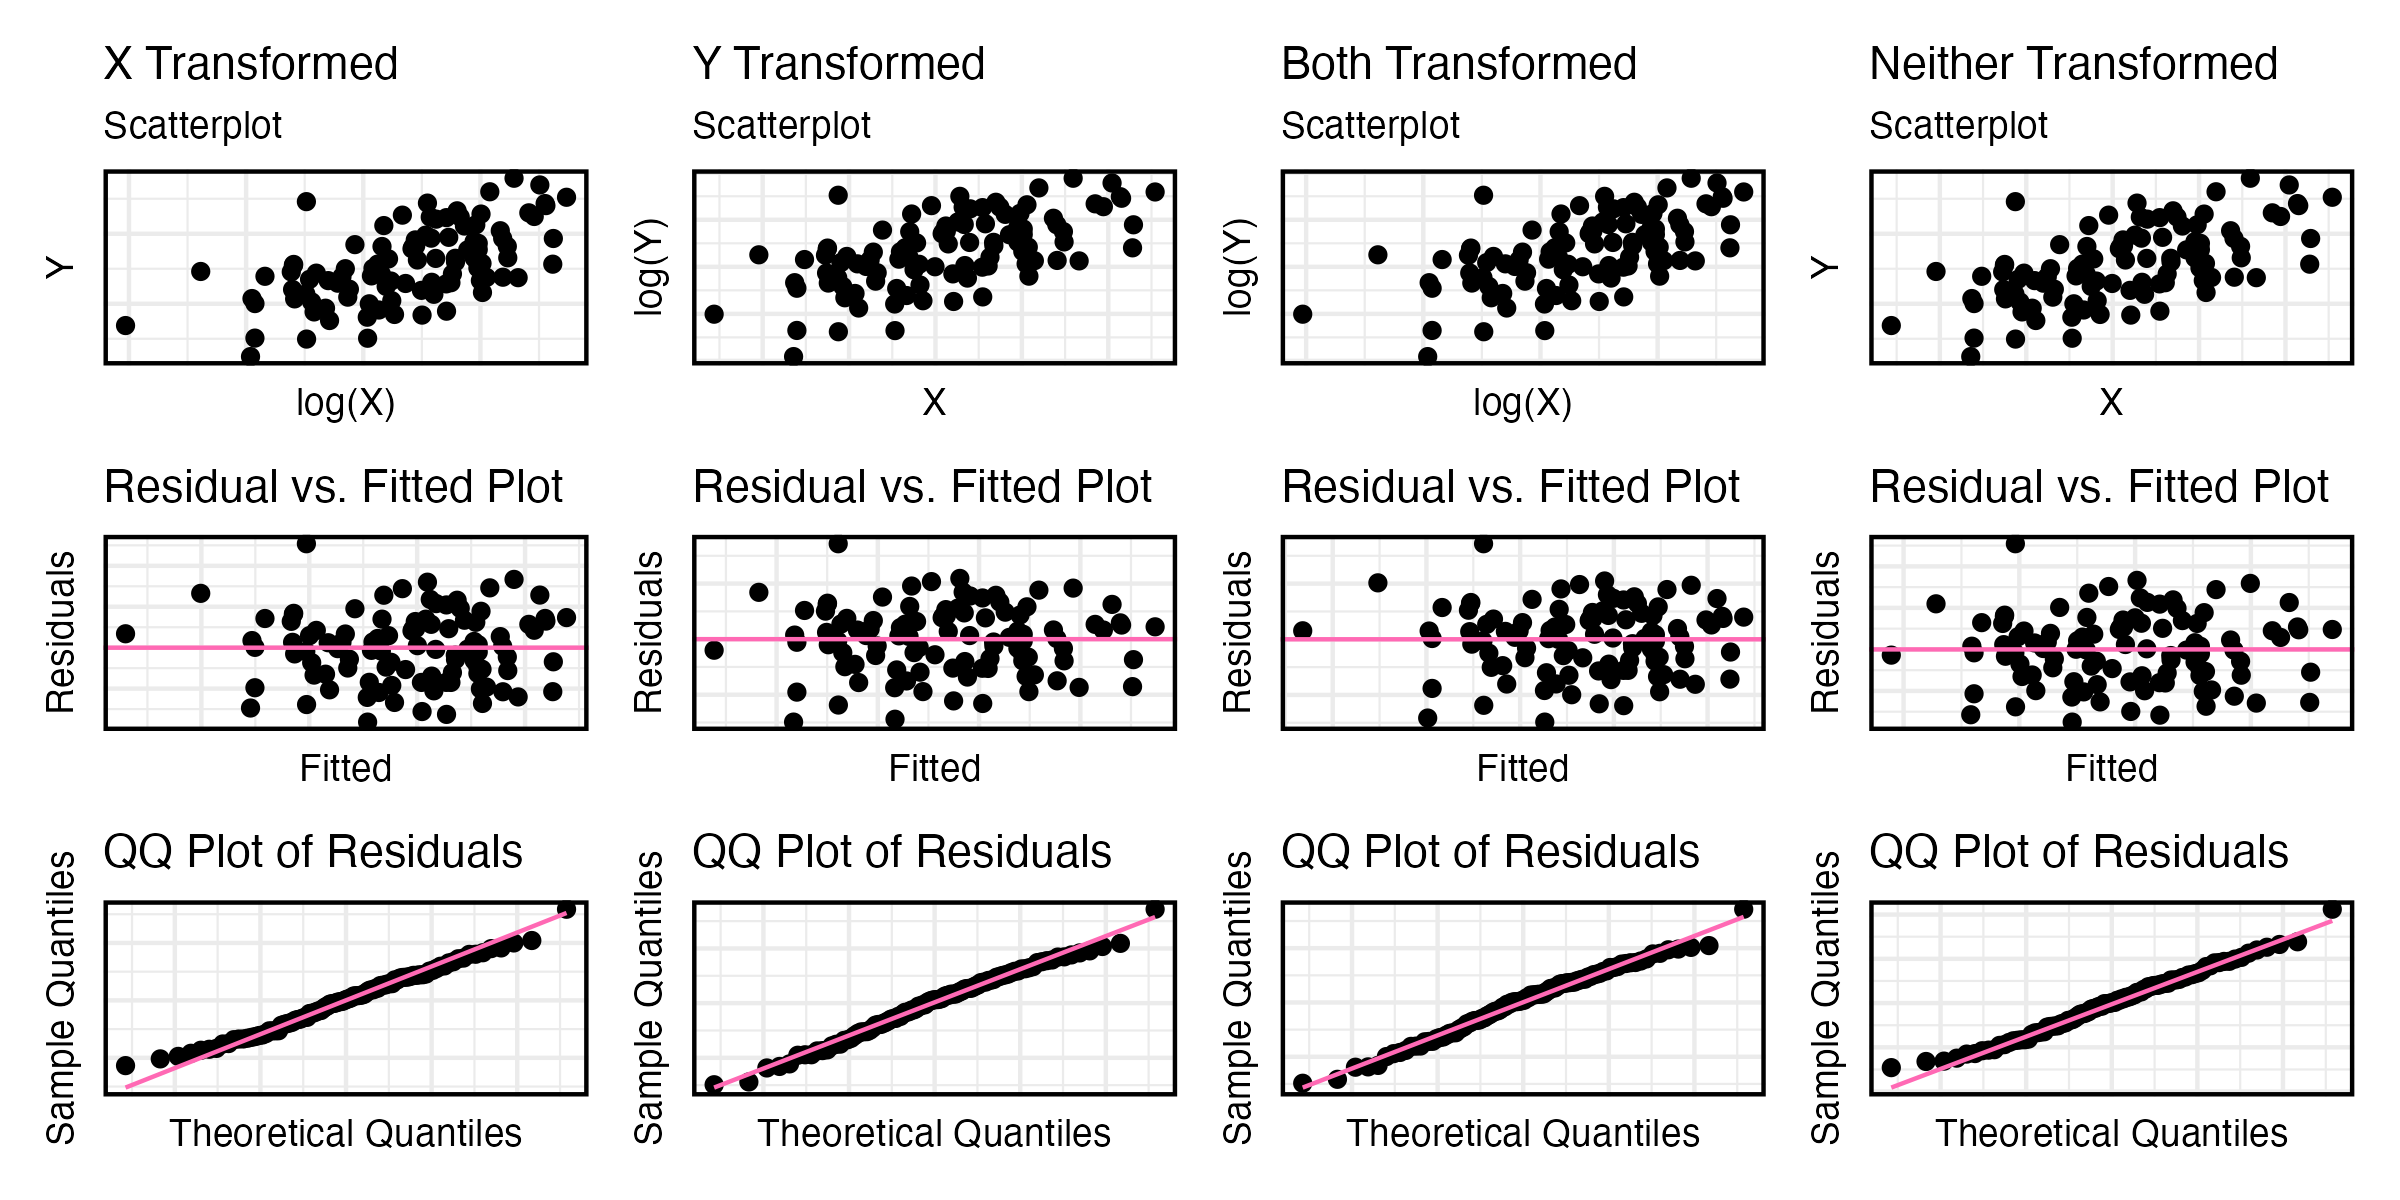 X Transformed
Y Transformed
Both Transformed
Neither Transformed
Scatterplot
Scatterplot
Scatterplot
Scatterplot
Y
log(Y)
log(Y)
Y
log(X)
X
log(X)
X
Residual vs. Fitted Plot
Residual vs. Fitted Plot
Residual vs. Fitted Plot
Residual vs. Fitted Plot
Residuals
Residuals
Residuals
Residuals
Fitted
Fitted
Fitted
Fitted
QQ Plot of Residuals
QQ Plot of Residuals
QQ Plot of Residuals
QQ Plot of Residuals
Sample Quantiles
Sample Quantiles
Sample Quantiles
Sample Quantiles
Theoretical Quantiles
Theoretical Quantiles
Theoretical Quantiles
Theoretical Quantiles